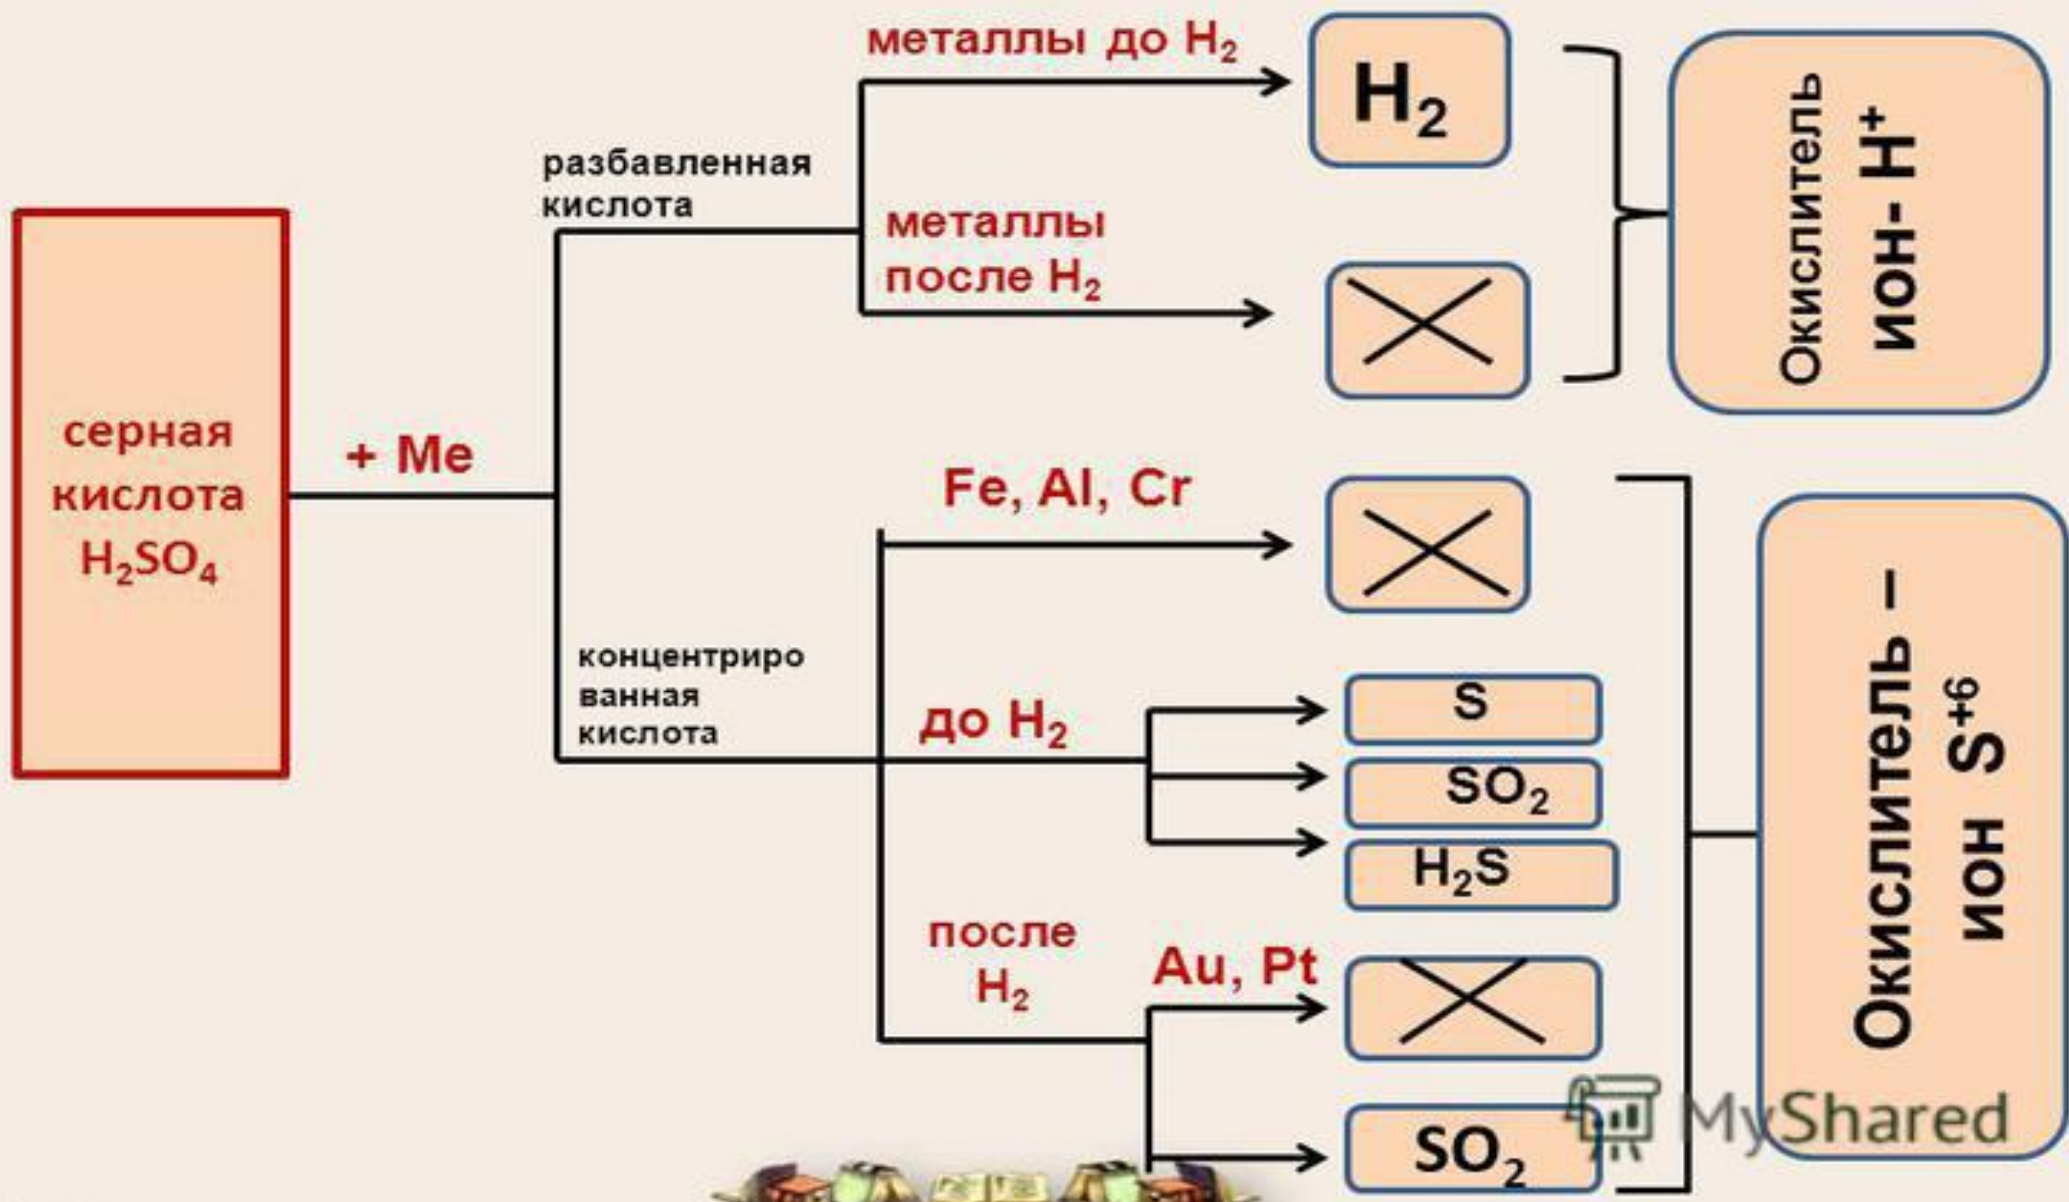 серная
кислота
H₂SO₄
+ Me
разбавленная
кислота
металлы до H₂
H₂
металлы
после H₂
Окислитель
ион- H⁺
концентриро
ванная
кислота
Fe, Al, Cr
до H₂
S
SO₂
H₂S
после
H₂
Au, Pt
SO₂
Окислитель –
ион S⁺⁶
MyShared